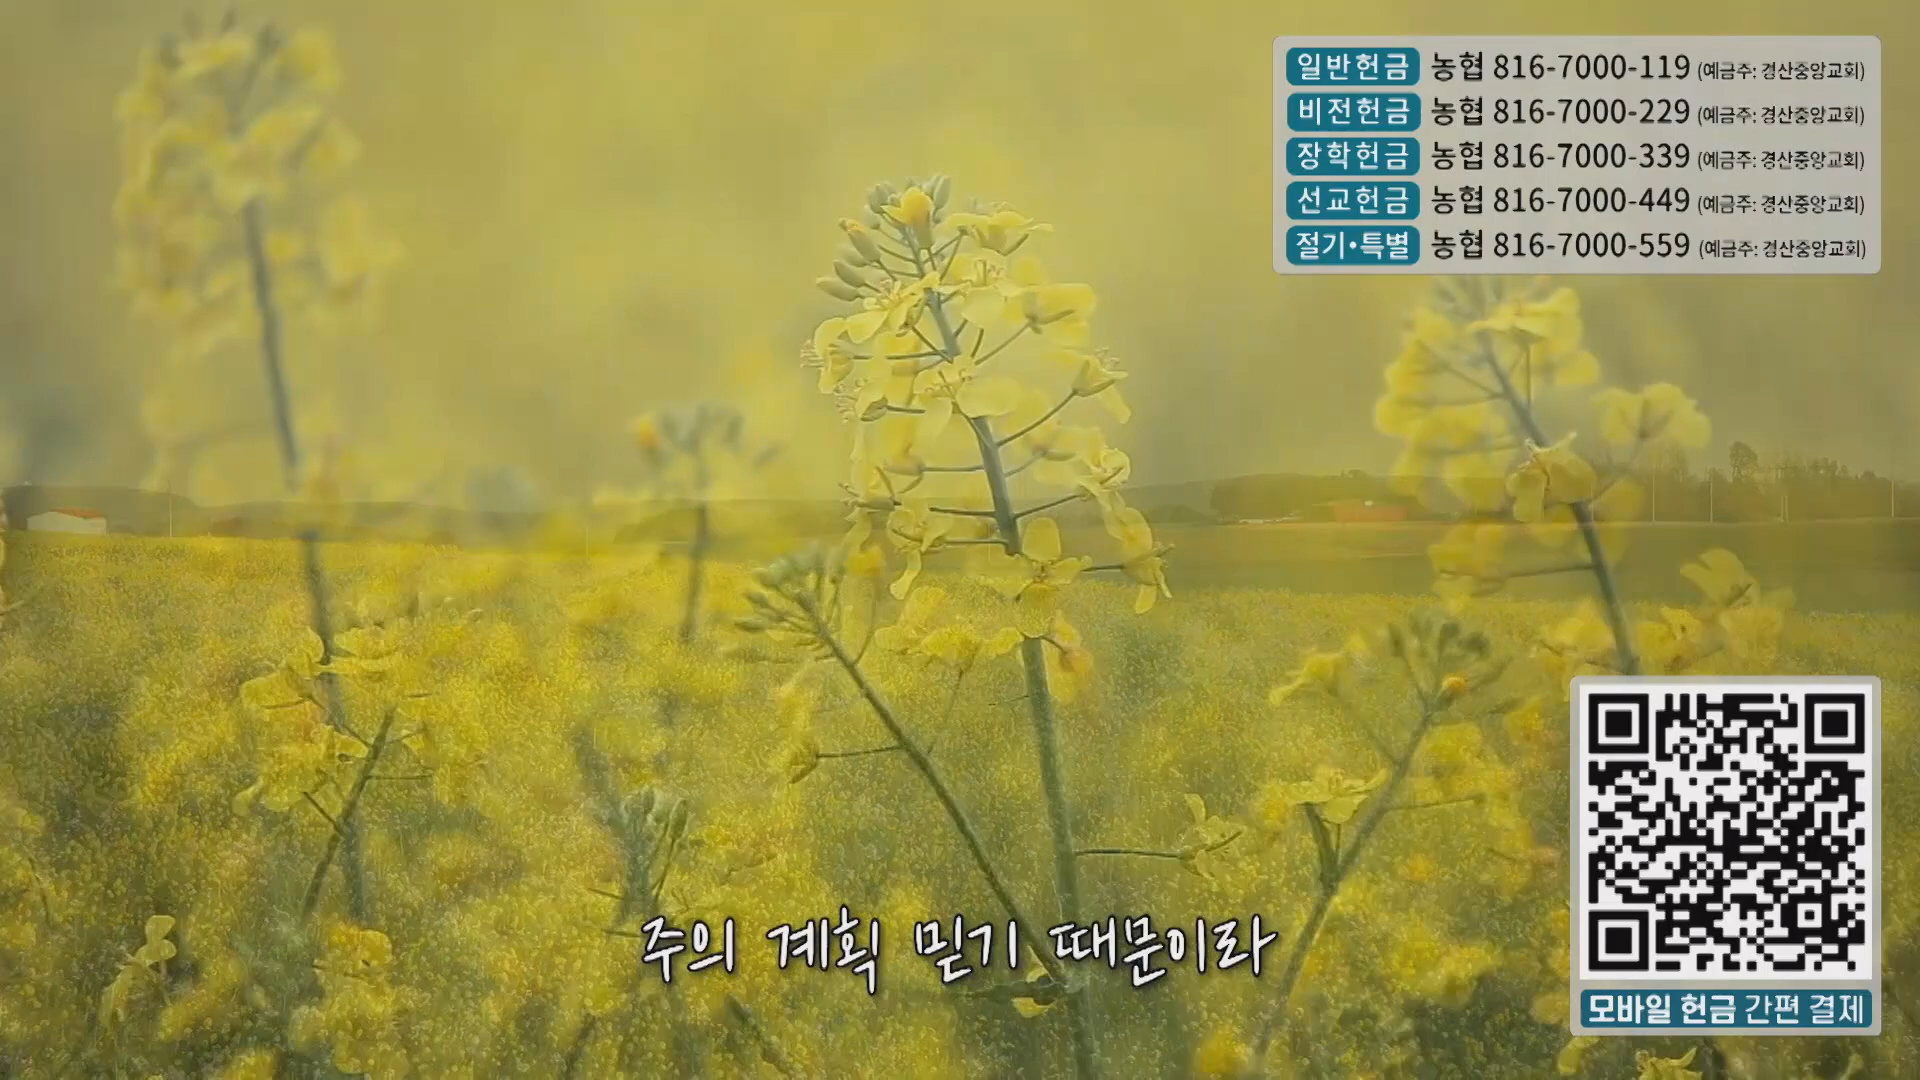 일반헌금 농협 816-7000-119 (예금주: 경산중앙교회)
비전헌금 농협 816-7000-229 (예금주: 경산중앙교회)
장학헌금 농협 816-7000-339 (예금주: 경산중앙교회)
선교헌금 농협 816-7000-449 (예금주: 경산중앙교회)
절기•특별 농협 816-7000-559 (예금주: 경산중앙교회)
주의 계획 믿기 때문이라
모바일 헌금 간편 결제